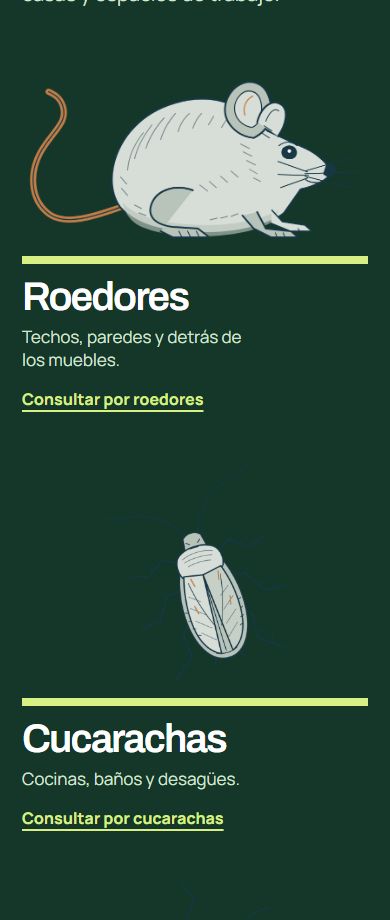 Roedores
Techos, paredes y detrás de
los muebles.
Consultar por roedores
Cucarachas
Cocinas, baños y desagües.
Consultar por cucarachas